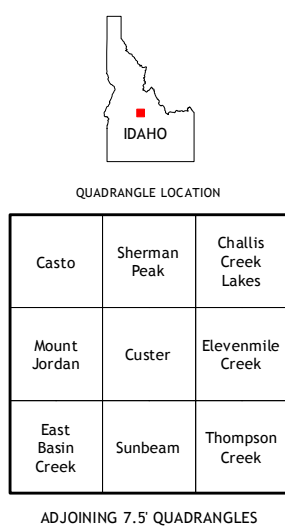 IDAHO
QUADRANGLE LOCATION
Casto
Sherman
Peak
Challis
Creek
Lakes
Mount
Jordan
Custer
Elevenmile
Creek
East
Basin
Creek
Sunbeam
Thompson
Creek
ADJOINING 7.5' QUADRANGLES